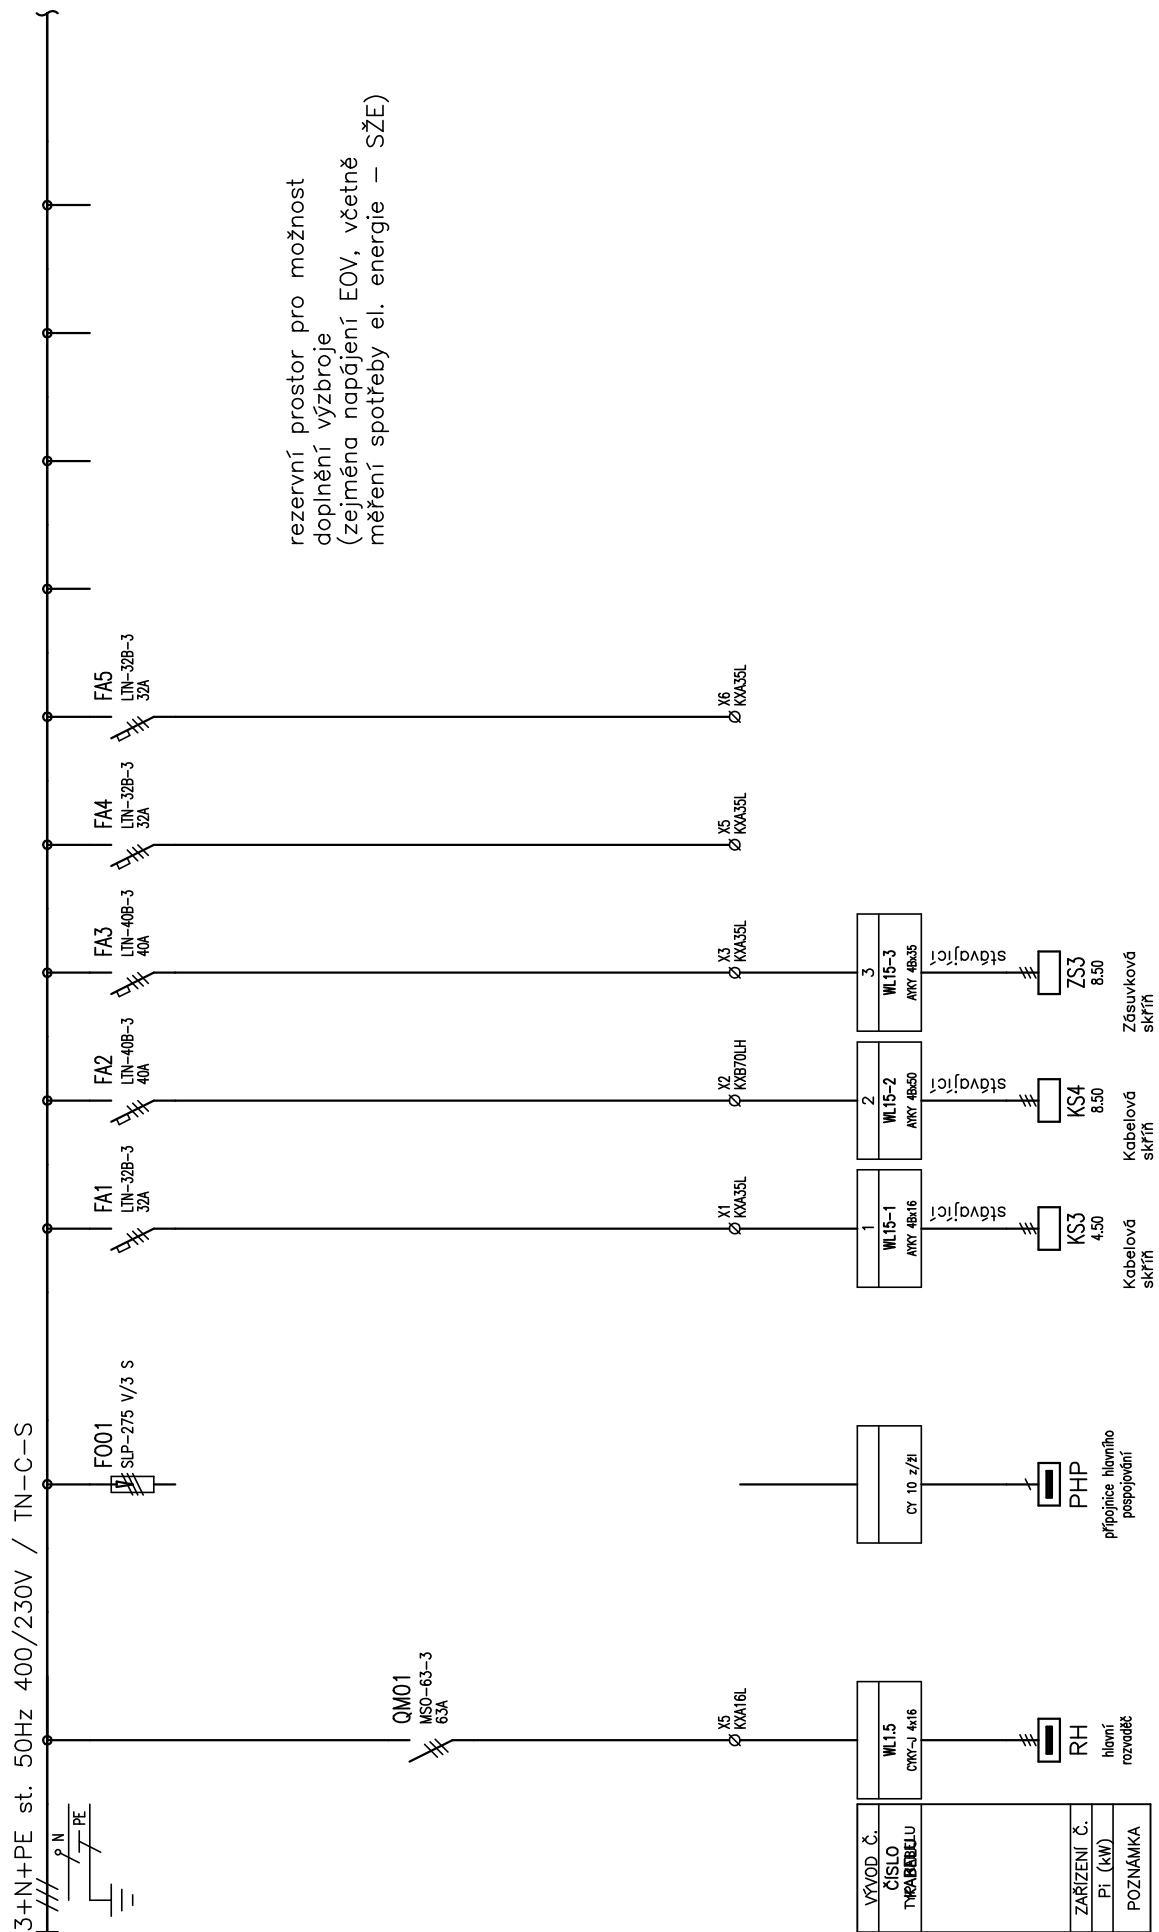 3+N+PE st. 50Hz 400/230V / TN-C-S
N
PE
QM01
MSO-63-3
63A
X5
KXA16L
WL1.5
CYKY-J 4x16
RH
hlavní
rozvaděč
FO01
SLP-275 V/3 S
CY 10 z/žl
PHP
přípojnice hlavního
pospojování
FA1
LTN-32B-3
32A
X1
KXA35L
1
WL15-1
AYKY 4Bx16
stávající
KS3
4.50
Kabelová
skříň
FA2
LTN-40B-3
40A
X2
KXB70LH
2
WL15-2
AYKY 4Bx50
stávající
KS4
8.50
Kabelová
skříň
FA3
LTN-40B-3
40A
X3
KXA35L
3
WL15-3
AYKY 4Bx35
stávající
ZS3
8.50
Zásuvková
skříň
FA4
LTN-32B-3
32A
X5
KXA35L
FA5
LTN-32B-3
32A
X6
KXA35L
rezervní prostor pro možnost
doplnění výzbroje
(zejména napájení EOV, včetně
měření spotřeby el. energie – SŽE)
VÝVOD Č.
ČÍSLO
ZAŘÍZENÍ Č.
Pi (kW)
POZNÁMKA